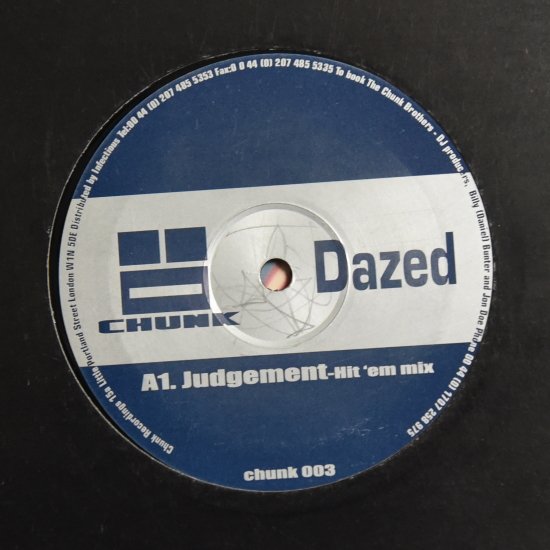 Chunk Recordings 15a Little Portland Street London W1N 5DE Distributed by Infectious Tel:00 44 (0) 207 485 5353 Fax:0 0 44 (0) 207 485 5335 To book The Chunk Brothers - DJ producers, Billy (Daniel) Bunter and Jon Doe Phone 00 44 (0) 1707 258 975
CHUNK
Dazed
A1. Judgement-Hit 'em mix
chunk 003